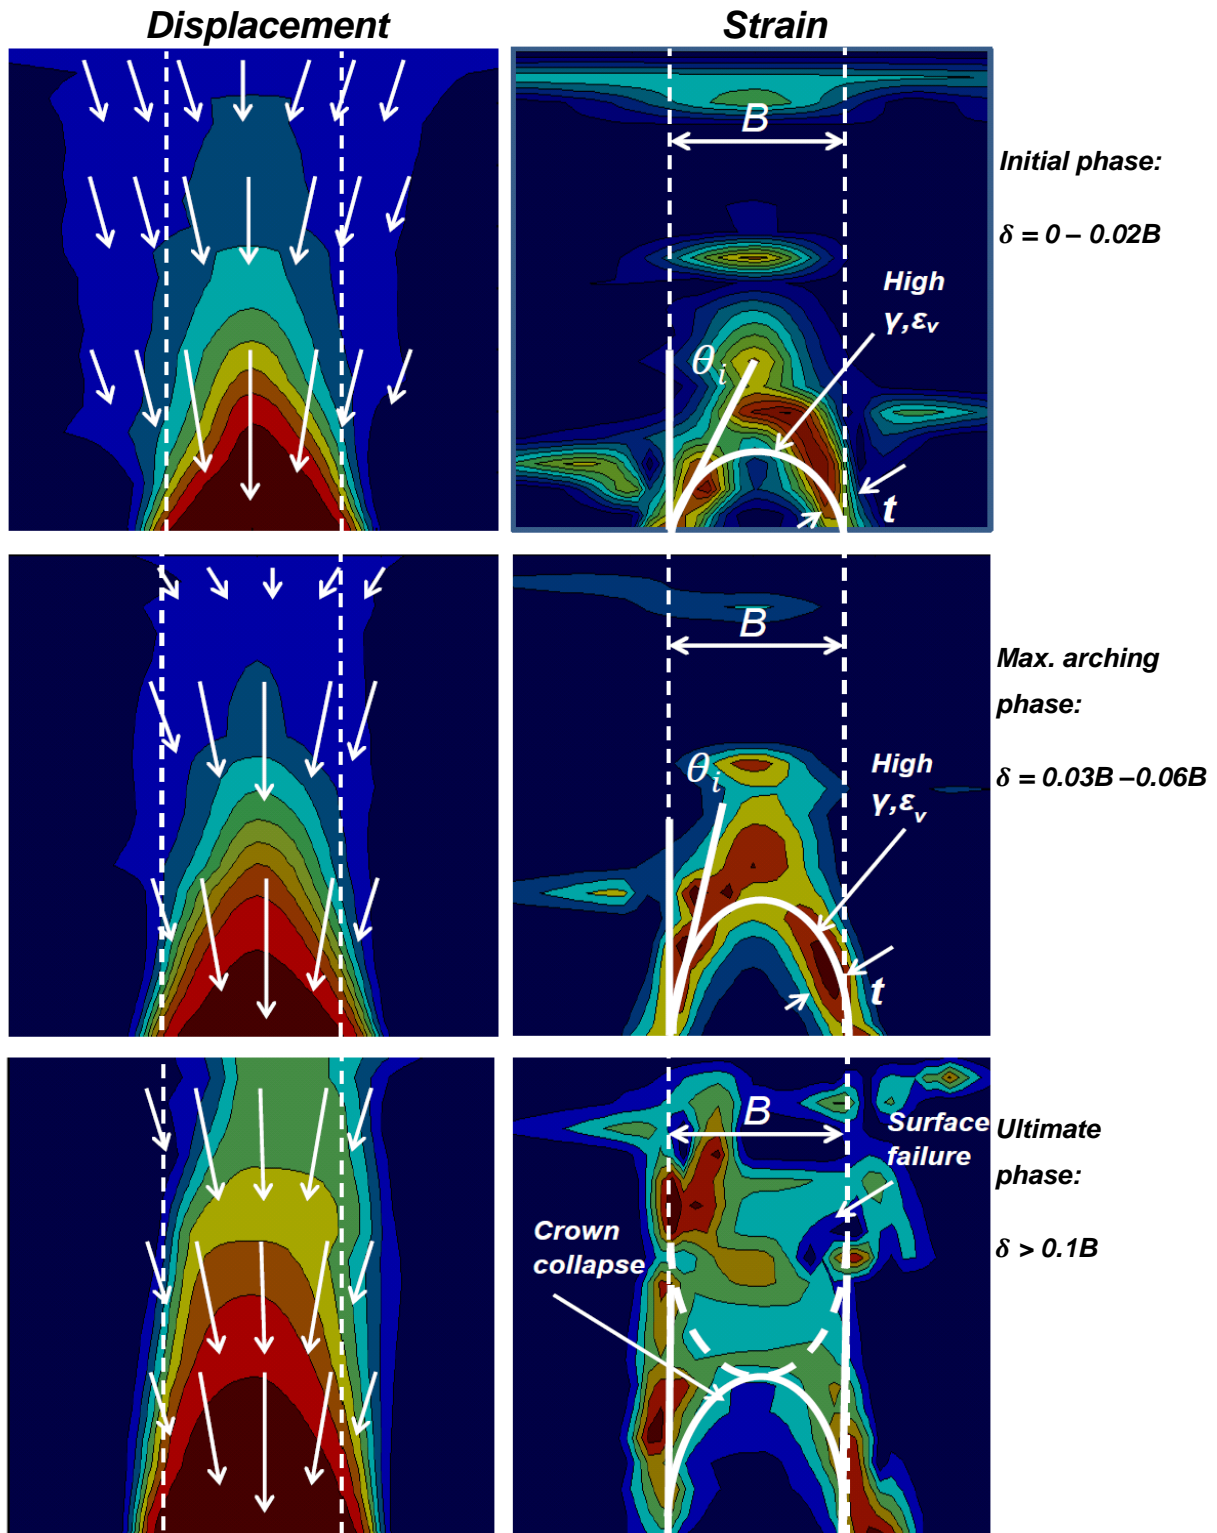 Displacement
Strain
B
High
γ,εv
θi
t
Initial phase:
δ = 0 – 0.02B
B
θi
High
γ,εv
t
Max. arching
phase:
δ = 0.03B –0.06B
B
Surface
failure
Crown
collapse
Ultimate
phase:
δ > 0.1B